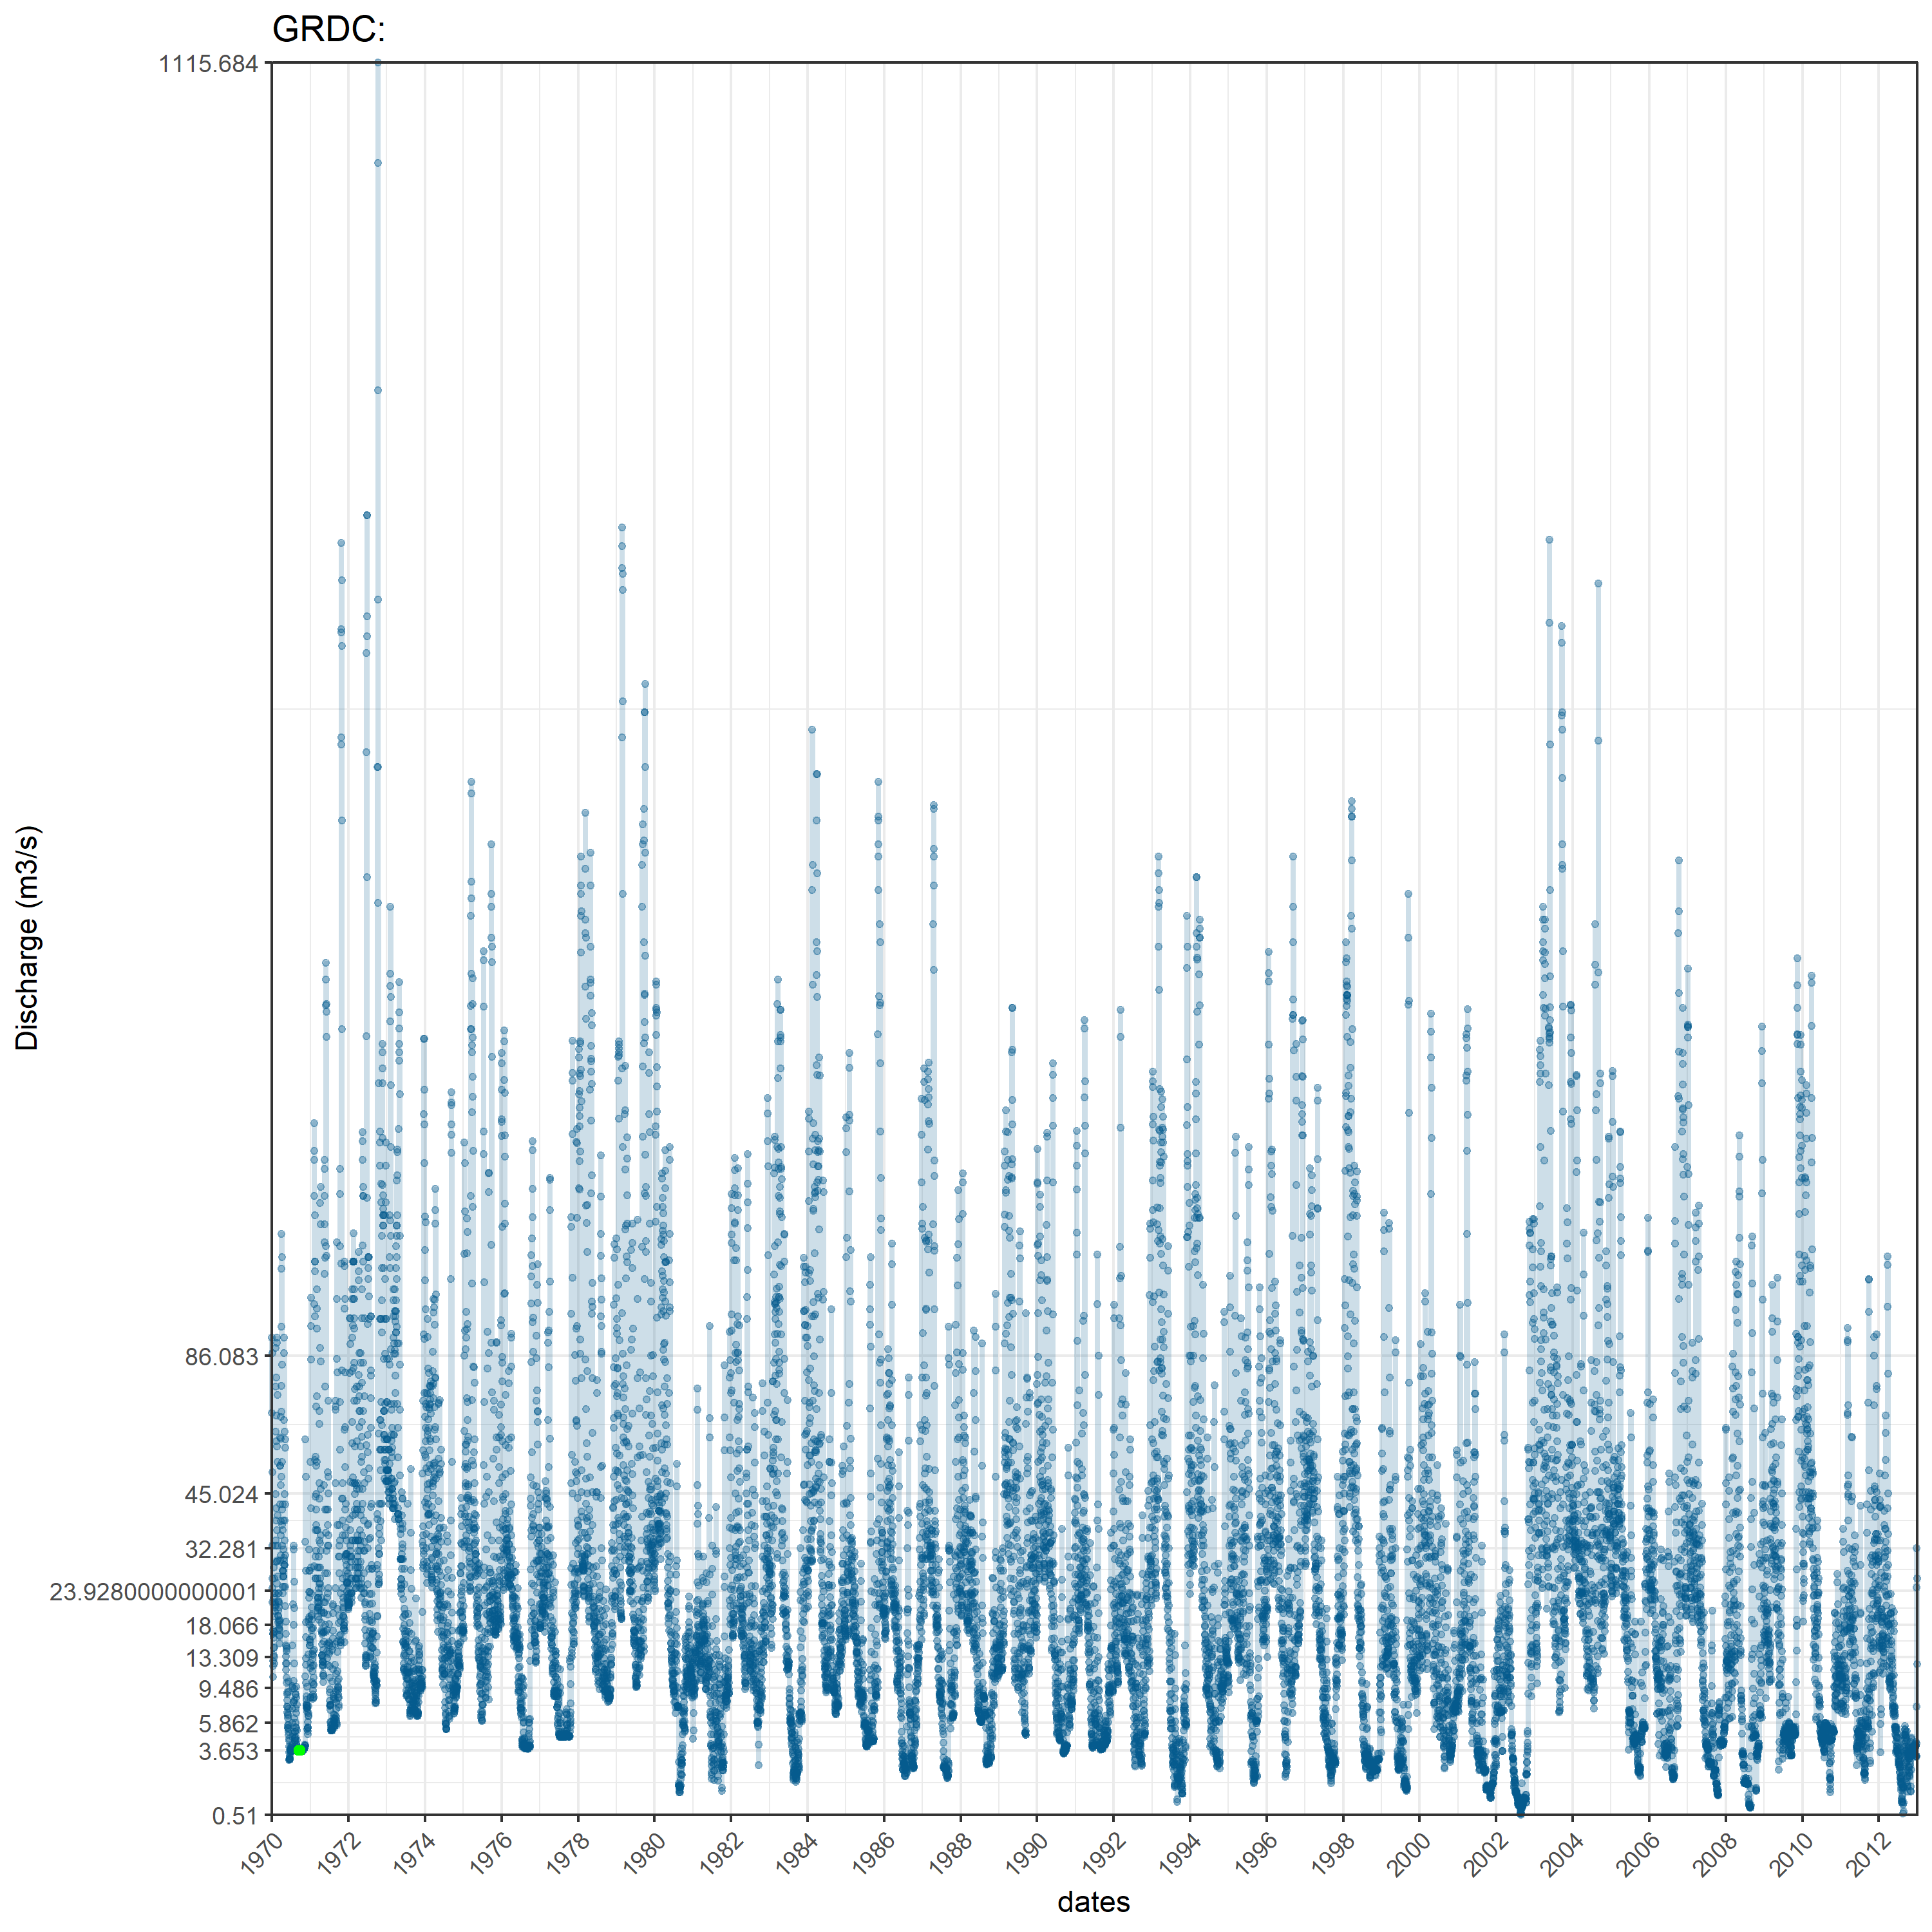 GRDC:
1115.684
86.083
45.024
32.281
23.9280000000001
18.066
13.309
9.486
5.862
3.653
0.51
Discharge (m3/s)
1970 1972 1974 1976 1978 1980 1982 1984 1986 1988 1990 1992 1994 1996 1998 2000 2002 2004 2006 2008 2010 2012
dates